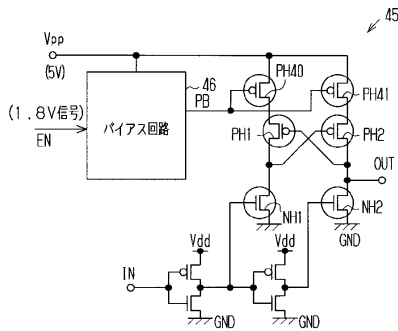 45
Vpp
(5V)
46
PB
PH40
PH41
(1.8V信号)
EN
バイアス回路
PH1
PH2
OUT
NH1
NH2
Vdd
Vdd
GND
IN
GND
GND